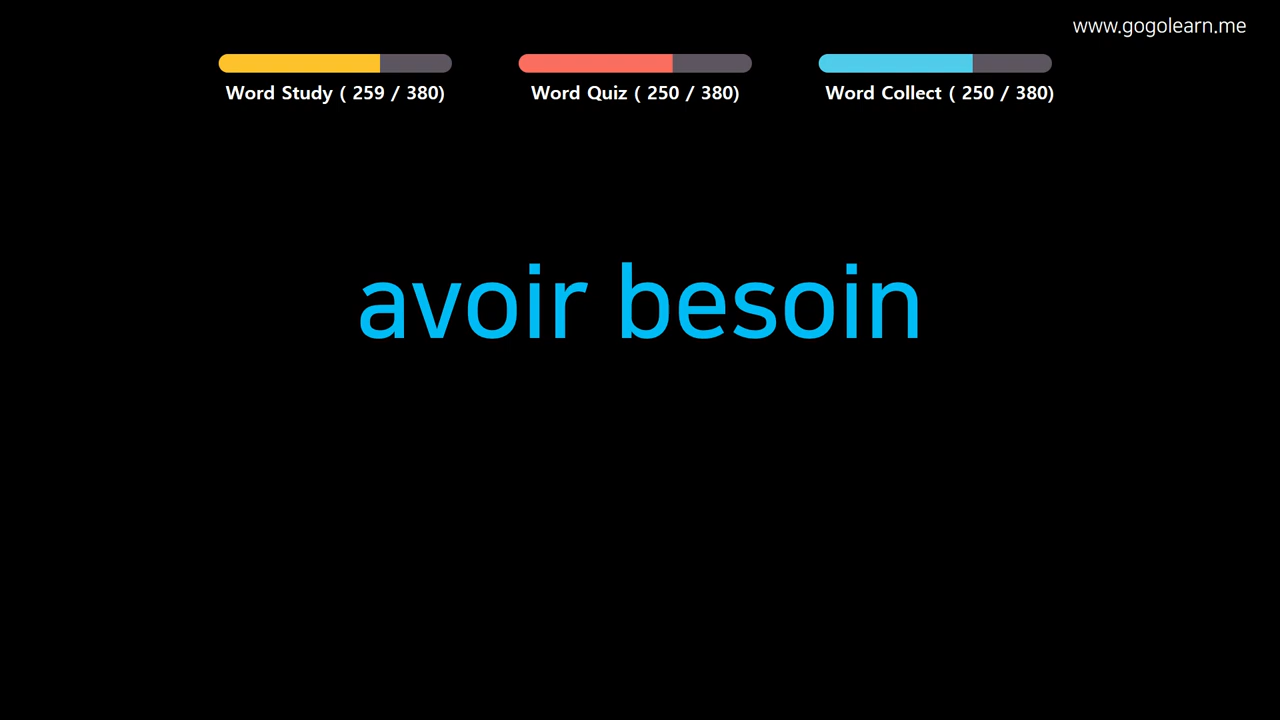 www.gogolearn.me
Word Study ( 259 / 380)
Word Quiz ( 250 / 380)
Word Collect ( 250 / 380)
avoir besoin